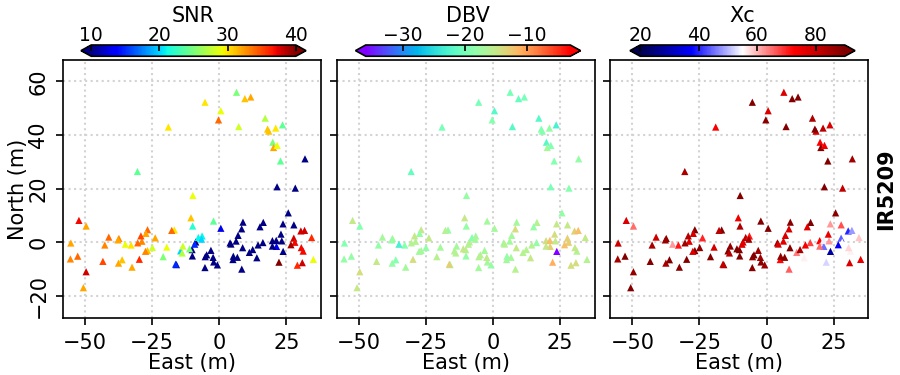 SNR DBV Xc
10 20 30 40 −30 −20 −10 20 40 60 80
60
40
20
0
−20
North (m)
−50 −25 0 25 −50 −25 0 25 −50 −25 0 25
East (m) East (m) East (m)
IR5209